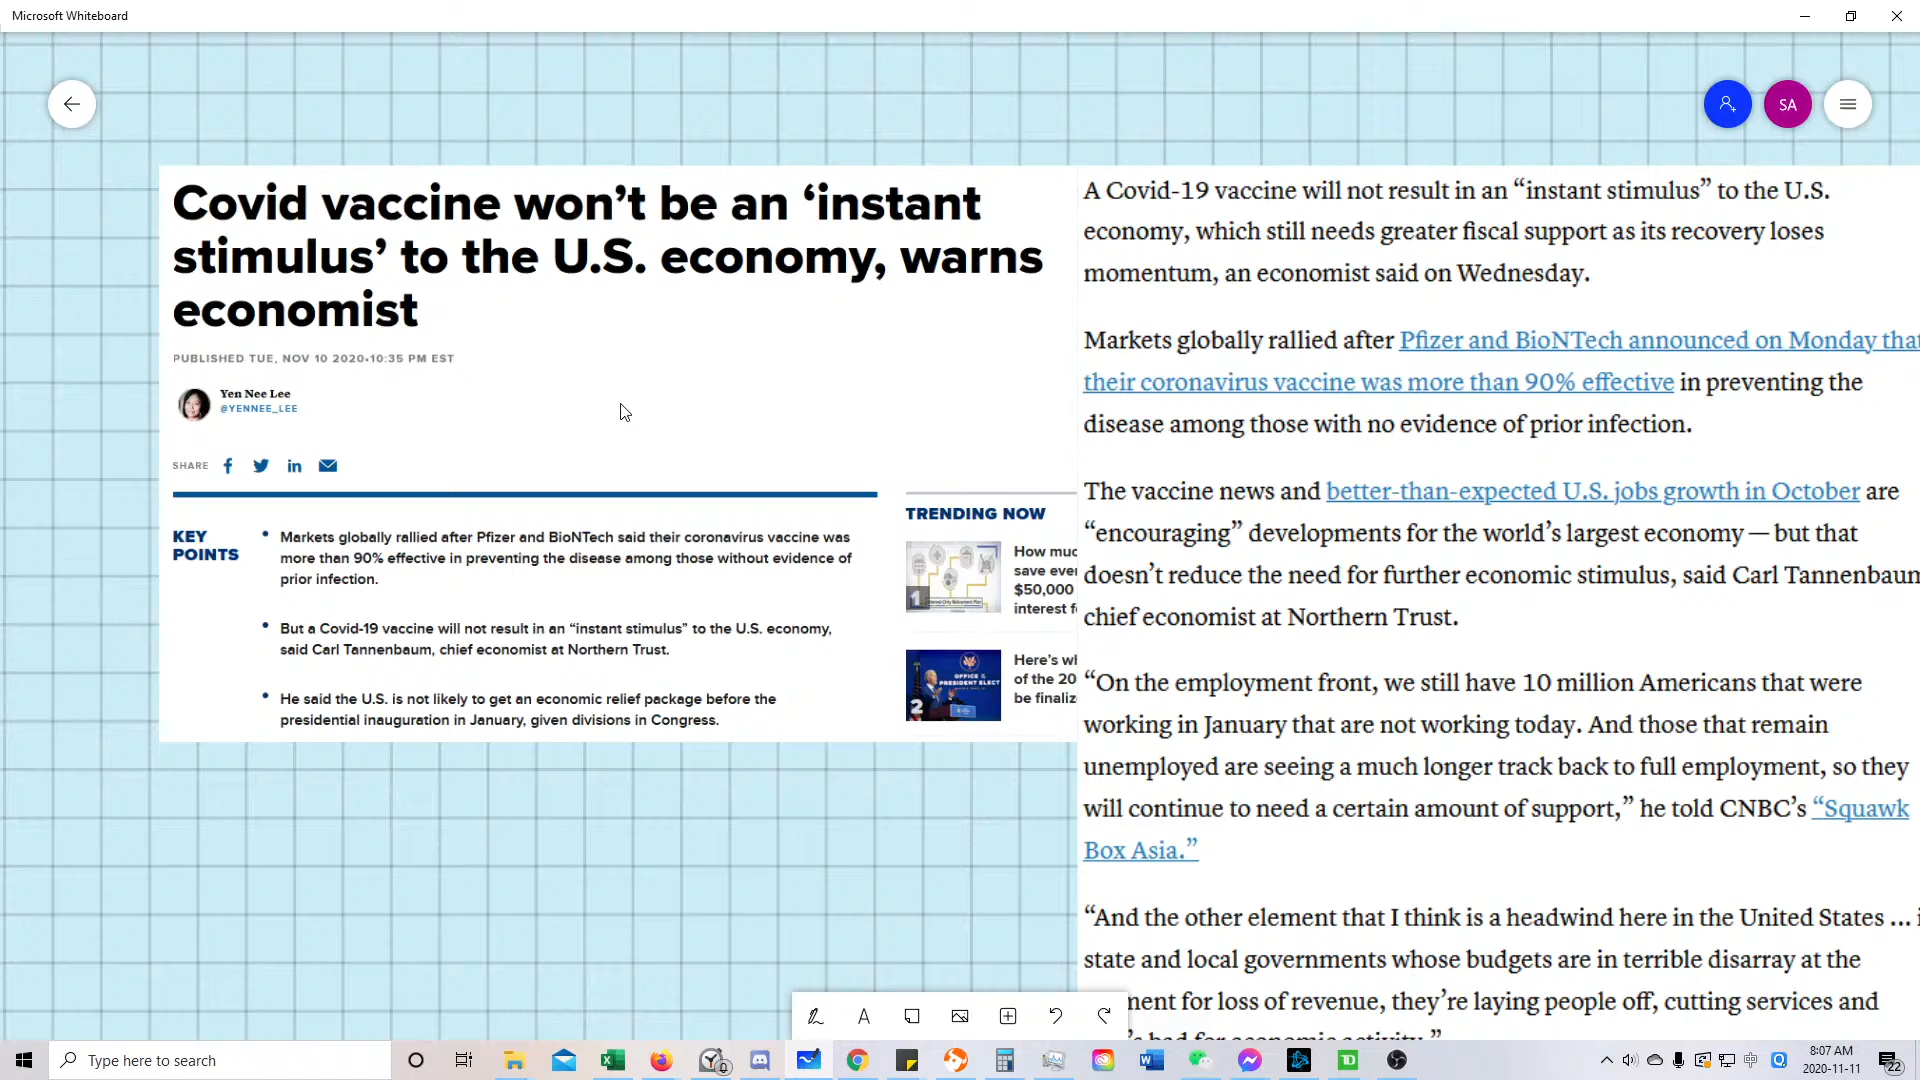 Microsoft Whiteboard
SA
Covid vaccine won’t be an ‘instant
stimulus’ to the U.S. economy, warns
economist
PUBLISHED TUE, NOV 10 2020•10:35 PM EST
Yen Nee Lee
@YENNEE_LEE
SHARE
KEY
POINTS
Markets globally rallied after Pfizer and BioNTech said their coronavirus vaccine was
more than 90% effective in preventing the disease among those without evidence of
prior infection.
But a Covid-19 vaccine will not result in an “instant stimulus” to the U.S. economy,
said Carl Tannenbaum, chief economist at Northern Trust.
He said the U.S. is not likely to get an economic relief package before the
presidential inauguration in January, given divisions in Congress.
TRENDING NOW
1
How muc
save eve
$50,000
interest f
OFFICE
PRESIDENT ELECT
2
Here’s w
of the 20
be finaliz
A Covid-19 vaccine will not result in an “instant stimulus” to the U.S.
economy, which still needs greater fiscal support as its recovery loses
momentum, an economist said on Wednesday.
Markets globally rallied after Pfizer and BioNTech announced on Monday that
their coronavirus vaccine was more than 90% effective in preventing the
disease among those with no evidence of prior infection.
The vaccine news and better-than-expected U.S. jobs growth in October are
“encouraging” developments for the world’s largest economy — but that
doesn’t reduce the need for further economic stimulus, said Carl Tannenbaum
chief economist at Northern Trust.
“On the employment front, we still have 10 million Americans that were
working in January that are not working today. And those that remain
unemployed are seeing a much longer track back to full employment, so they
will continue to need a certain amount of support,” he told CNBC’s “Squawk
Box Asia.”
“And the other element that I think is a headwind here in the United States … i
state and local governments whose budgets are in terrible disarray at the
ment for loss of revenue, they’re laying people off, cutting services and
’s bad for economic activity.”
Type here to search
8:07 AM
2020-11-11
22